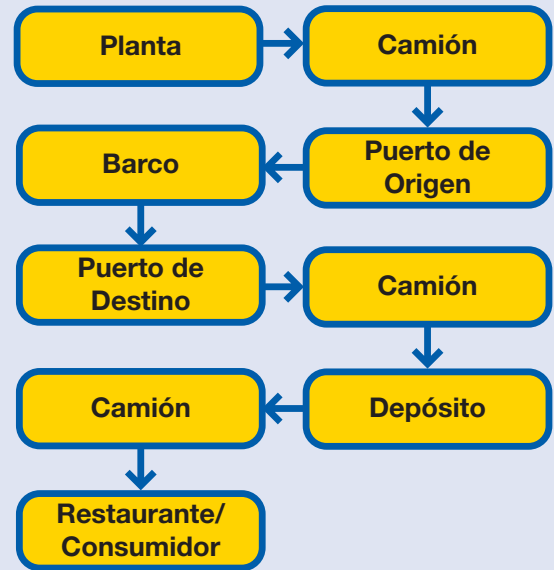 Planta
Camión
Puerto de
Origen
Barco
Puerto de
Destino
Camión
Depósito
Camión
Restaurante/
Consumidor